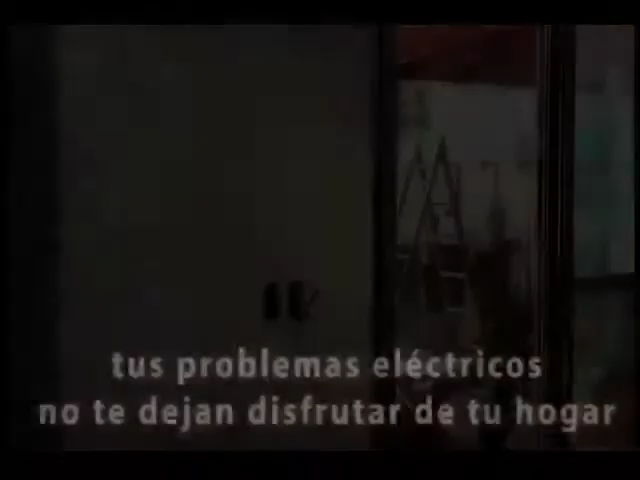 tus problemas eléctricos
no te dejan disfrutar de tu hogar